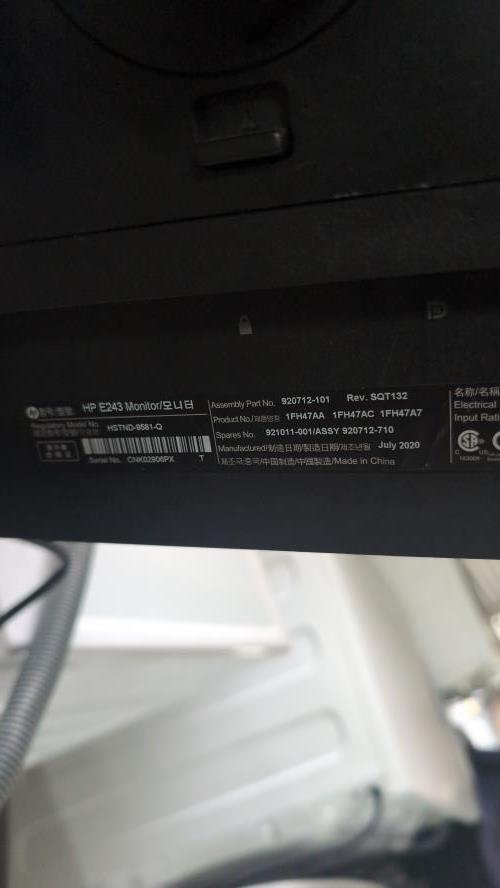 HP E243 Monitor/모니터
HSTND-9581-Q
Serial No. CNK02906PX T
Assembly Part No. 920712-101 Rev. SQT132
Product No./제품명칭 1FH47AA 1FH47AC 1FH47A7
Spares No. 921011-001/ASSY 920712-710
Manufactured/制造日期/製造日期/제조년월 July 2020
제조국:중국/中国制造/中國製造/Made in China
名称/名稱
Electrical
Input Rati